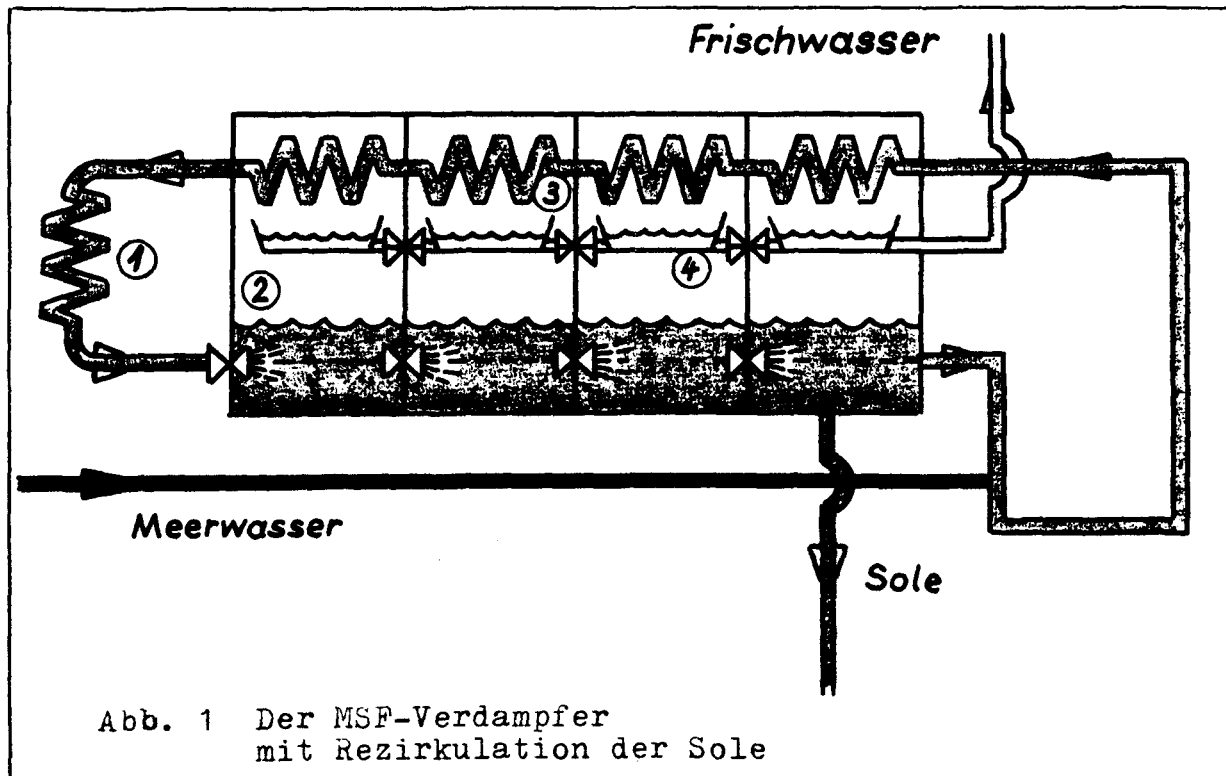 Frischwasser
3
1
4
2
Meerwasser
Sole
Abb. 1 Der MSF-Verdampfer
mit Rezirkulation der Sole